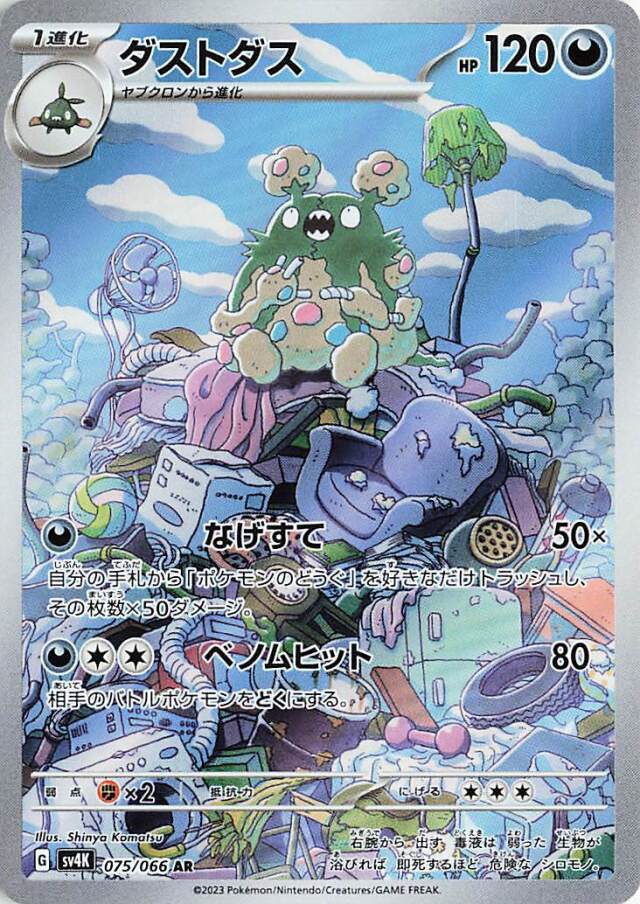 1進化
ダストダス
HP 120
ヤブクロンから進化
なげすて 50×
自分の手札から「ポケモンのどうぐ」を好きなだけトラッシュし、
その枚数×50ダメージ。
ベノムヒット 80
相手のバトルポケモンをどくにする。
弱点 ×2 抵抗力 にげる
Illus. Shinya Komatsu
G sv4K 075/066 AR
右腕から 出す 毒液は 弱った 生物が
浴びれば 即死するほど 危険な シロモノ。
©2023 Pokémon/Nintendo/Creatures/GAME FREAK.